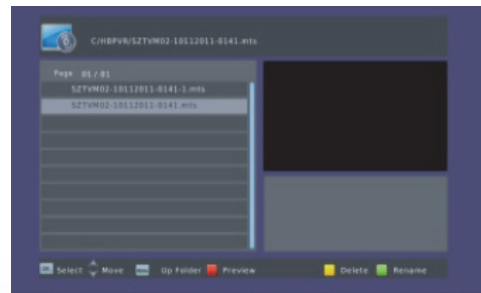 C/HBPVR/SZTVM02-10112011-0141.mts
Page 01/01
SZTVM02-10112011-0141-1.mts
SZTVM02-10112011-0141.mts
Select Move Up Folder Preview Delete Rename